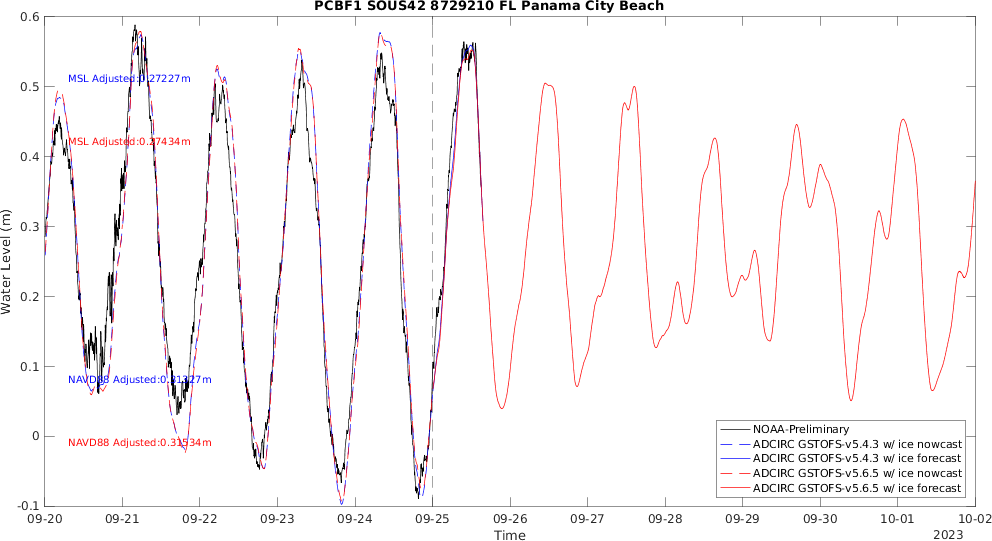 PCBF1 SOUS42 8729210 FL Panama City Beach
Water Level (m)
0.6
0.5
0.4
0.3
0.2
0.1
0
-0.1
MSL Adjusted:0.27227m
MSL Adjusted:0.27434m
NAVD88 Adjusted:0.31327m
NAVD88 Adjusted:0.31534m
NOAA-Preliminary
ADCIRC GSTOFS-v5.4.3 w/ ice nowcast
ADCIRC GSTOFS-v5.4.3 w/ ice forecast
ADCIRC GSTOFS-v5.6.5 w/ ice nowcast
ADCIRC GSTOFS-v5.6.5 w/ ice forecast
09-20 09-21 09-22 09-23 09-24 09-25 09-26 09-27 09-28 09-29 09-30 10-01 10-02
Time
2023